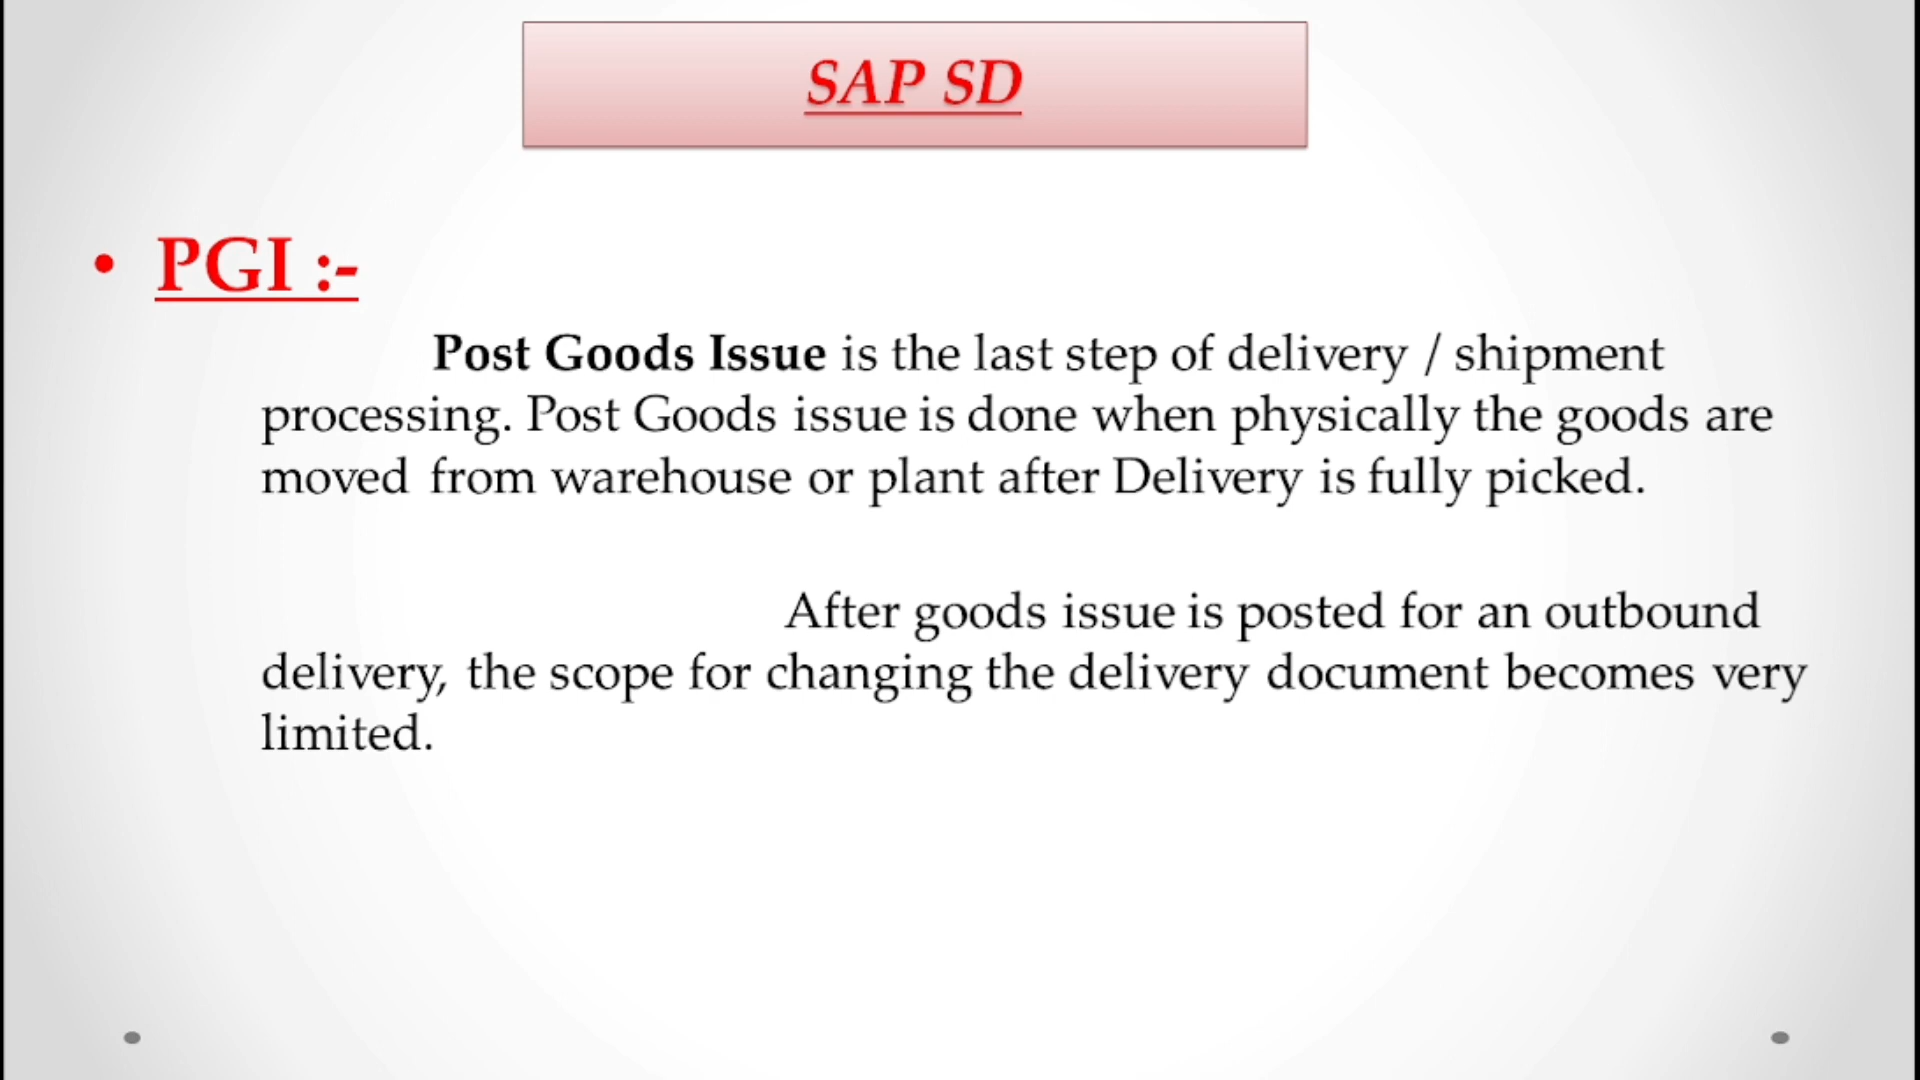 SAP SD
• PGI :-
Post Goods Issue is the last step of delivery / shipment
processing. Post Goods issue is done when physically the goods are
moved from warehouse or plant after Delivery is fully picked.
After goods issue is posted for an outbound
delivery, the scope for changing the delivery document becomes very
limited.